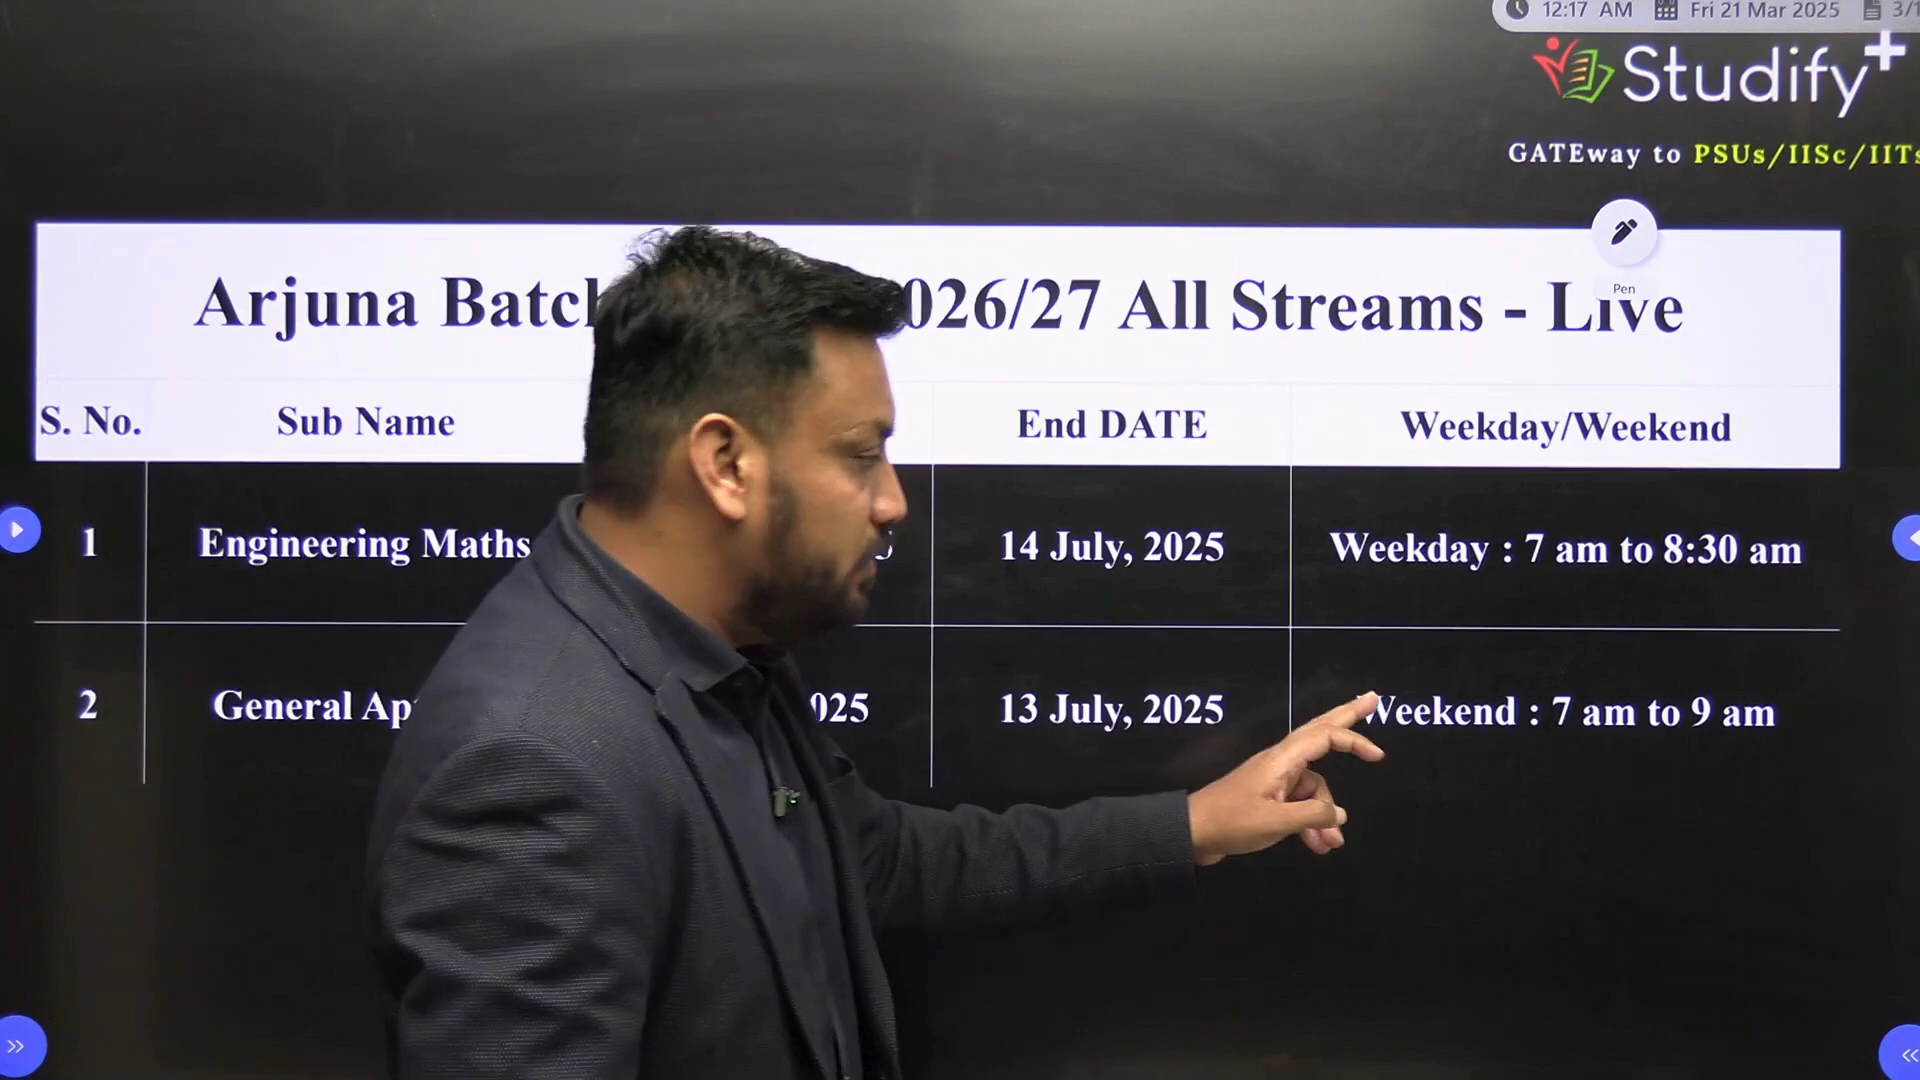 12:17 AM Fri 21 Mar 2025
Studify+
GATEway to PSUs/IISc/IITs
Pen
Arjuna Batch 026/27 All Streams - Live
S. No. Sub Name End DATE Weekday/Weekend
1 Engineering Maths 14 July, 2025 Weekday : 7 am to 8:30 am
2 General Ap 025 13 July, 2025 Weekend : 7 am to 9 am